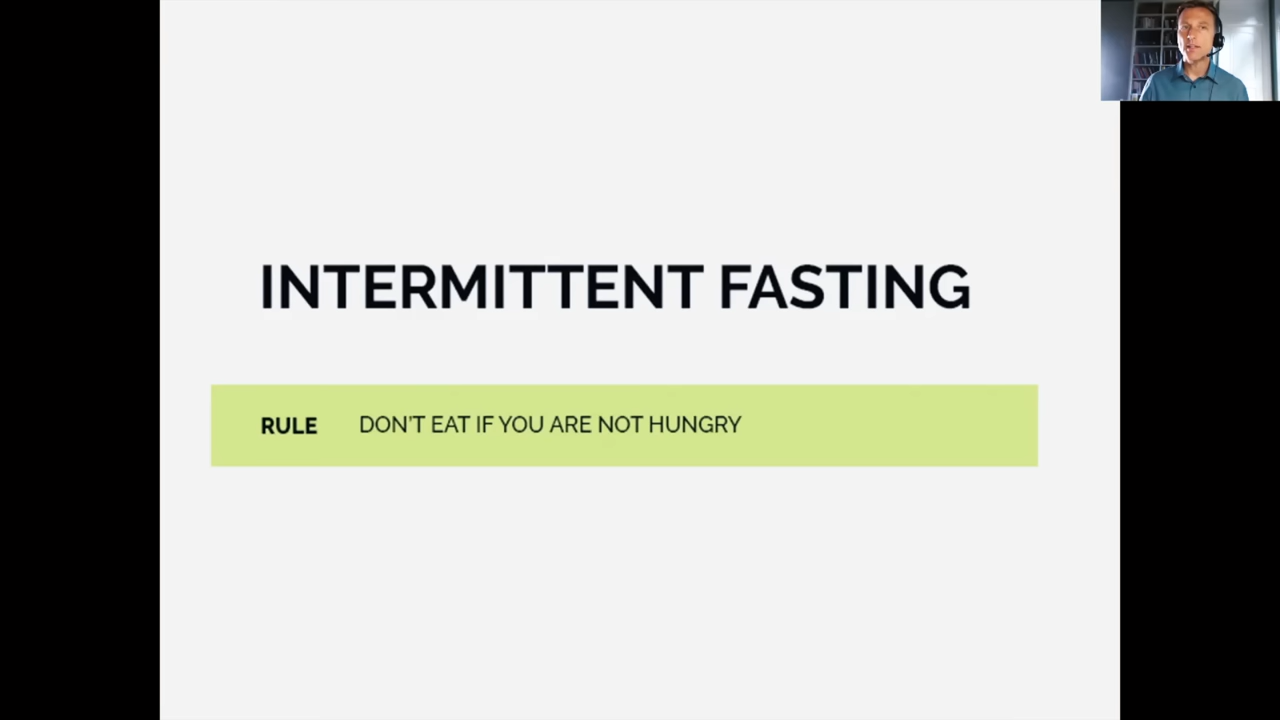 INTERMITTENT FASTING
RULE DON'T EAT IF YOU ARE NOT HUNGRY